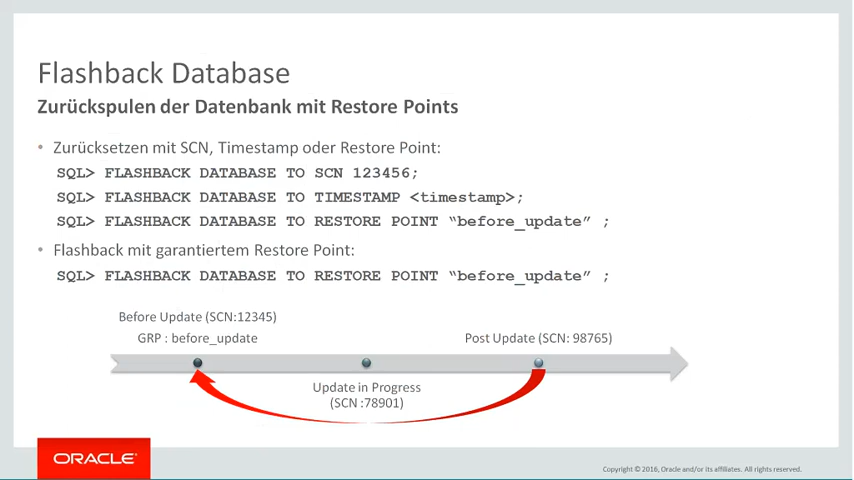 Flashback Database
Zurückspulen der Datenbank mit Restore Points
• Zurücksetzen mit SCN, Timestamp oder Restore Point:
SQL> FLASHBACK DATABASE TO SCN 123456;
SQL> FLASHBACK DATABASE TO TIMESTAMP <timestamp>;
SQL> FLASHBACK DATABASE TO RESTORE POINT “before_update” ;
• Flashback mit garantiertem Restore Point:
SQL> FLASHBACK DATABASE TO RESTORE POINT “before_update” ;
Before Update (SCN:12345)
GRP : before_update
Post Update (SCN: 98765)
Update in Progress
(SCN :78901)
ORACLE
Copyright © 2016, Oracle and/or its affiliates. All rights reserved.